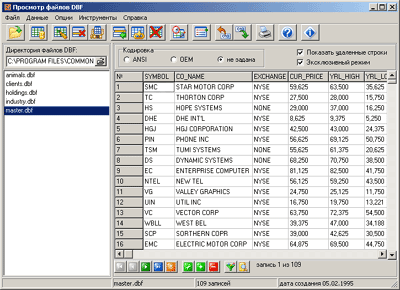 Просмотр файлов DBF
Файл Данные Опции Инструменты Справка
Директория файлов DBF:
C:\PROGRAM FILES\COMMON
animals.dbf
clients.dbf
holdings.dbf
industry.dbf
master.dbf
Кодировка
ANSI OEM не задана
Показать удаленные строки
Эксклюзивный режим
№ SYMBOL CO_NAME EXCHANGE CUR_PRICE YRL_HIGH YRL_LO
1 SMC STAR MOTOR CORP NYSE 59,625 63,500 35,625
2 TC THORTON CORP NYSE 27,500 28,000 15,750
3 HS HOPE SYSTEMS NONE 29,000 37,000 16,250
4 DHE DHE INT'L NYSE 8,625 9,375 5,250
5 HGJ HGJ CORPORATION NYSE 42,500 43,000 24,375
6 PIN PHONE INC NYSE 56,625 69,125 50,750
7 TSM TUMI SYSTEMS NONE 55,625 61,375 20,625
8 DS DYNAMIC SYSTEMS NONE 68,250 70,750 38,500
9 EC ENTERPRISE COMPUTER NYSE 81,125 82,500 41,750
10 NTEL NEW TEL NYSE 56,125 59,250 43,500
11 VG VALLEY GRAPHICS NYSE 24,750 25,125 11,750
12 UIN UTIL INC NYSE 16,750 19,750 13,221
13 VC VECTOR CORP NYSE 63,750 72,375 54,500
14 WBLL WEST BEL NYSE 39,375 47,000 34,188
15 SCP SORTHERN COPR NYSE 39,000 42,625 30,500
16 EMC ELECTRIC MOTOR CORP NYSE 64,875 69,500 44,750
запись 1 из 109
master.dbf 109 записей дата создания 05.02.1995